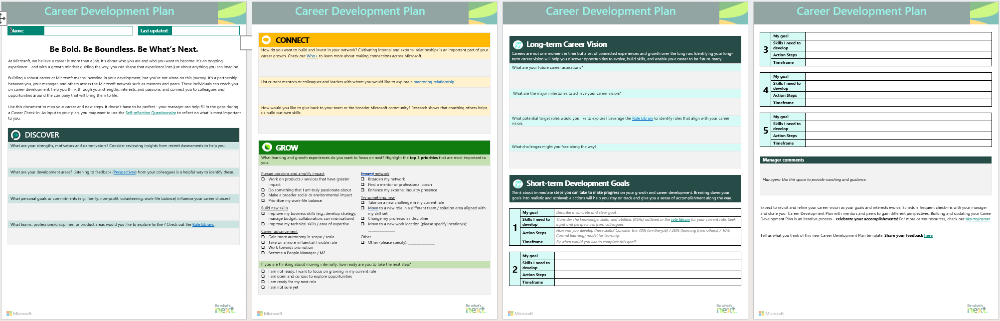 Career Development Plan
Name:
Last updated:
Be Bold. Be Boundless. Be What's Next.
At Microsoft, we believe a career is more than a job. It's about who you are and who you want to become. It's an ongoing
experience – and with a growth mindset guiding the way, you can shape that experience into just about anything you can imagine.
Building a robust career at Microsoft means investing in your development, but you're not alone on this journey. It's a partnership
between you, your manager, and others across the Microsoft network such as mentors and peers. These individuals can coach you
on career development, help you think through your strengths, interests, and passions, and connect you to colleagues and
opportunities around the company that will bring them to life.
Use this document to map your career and next steps. It doesn't have to be perfect - your manager can help fill in the gaps during
a Career Check-in. As input to your plan, you may want to use the Self-reflection Questionnaire to reflect on what is most important
to you.
DISCOVER
What are your strengths, motivators and demotivators? Consider reviewing insights from recent Assessments to help you.
What are your development areas? Listening to feedback (Perspectives) from your colleagues is a helpful way to identify these.
What personal goals or commitments (e.g., family, non-profit, volunteering, work-life balance) influence your career choices?
What teams, professions/disciplines, or product areas would you like to explore further? Check out the Role Library.
Microsoft
Be what's
next.
Career Development Plan
CONNECT
How do you want to build and invest in your network? Cultivating internal and external relationships is an important part of your
career growth. Check out Who+ to learn more about making connections across Microsoft.
List current mentors or colleagues and leaders with whom you would like to explore a mentoring relationship.
How would you like to give back to your team or the broader Microsoft community? Research shows that coaching others helps
us build our own skills.
GROW
What learning and growth experiences do you want to focus on next? Highlight the top 3 priorities that are most important to
you.
Pursue passions and amplify impact
Work on products / services that have greater
impact
Do something that I am truly passionate about
Make a broader social or environmental impact
Prioritize my work-life balance
Build new skills
Improve my business skills (e.g., develop strategy,
manage budget, collaboration, communications)
Improve my technical skills / area of expertise
Career advancement
Gain more autonomy in scope / scale
Take on a more influential / visible role
Work towards promotion
Become a People Manager / M2
Expand network
Broaden my network
Find a mentor or professional coach
Enhance my external industry presence
Try something new
Take on a new challenge in my current role
Move to a new role in a different team / solution area aligned with
my skill set
Change my profession / discipline
Move to a new work location (please specify location/s):
______________
Other
Other (please specify): ______________
If you are thinking about moving internally, how ready are you to take the next step?
I am not ready; I want to focus on growing in my current role
I am open and curious to explore opportunities
I am ready for my next role
I am not sure yet
Microsoft
Be what's
next.
Career Development Plan
Long-term Career Vision
Careers are not one moment in time but a set of connected experiences and growth over the long run. Identifying your long-
term career vision will help you discover opportunities to evolve, build skills, and enable your career to be future-ready.
What are your future career aspirations?
What are the major milestones to achieve your career vision?
What potential target roles would you like to explore? Leverage the Role Library to identify roles that align with your career
vision.
What challenges might you face along the way?
Short-term Development Goals
Think about immediate steps you can take to make progress on your growth and career development. Breaking down your
goals into realistic and achievable actions will help you stay on track and give you a sense of accomplishment along the way.
1
My goal
Describe a concrete and clear goal.
Skills I need to
develop
Consider the knowledge, skills, and abilities (KSAs) outlined in the role library for your current role. Seek
input and perspectives from colleagues.
Action Steps
How will you develop these skills? Consider the 70% (on-the-job) / 20% (learning from others) / 10%
(formal learning) model for learning.
Timeframe
By when would you like to complete this goal?
2
My goal
Skills I need to
develop
Action Steps
Timeframe
Microsoft
Be what's
next.
Career Development Plan
3
My goal
Skills I need to
develop
Action Steps
Timeframe
4
My goal
Skills I need to
develop
Action Steps
Timeframe
5
My goal
Skills I need to
develop
Action Steps
Timeframe
Manager comments
Managers: Use this space to provide coaching and guidance.
Expect to revisit and refine your career vision as your goals and interests evolve. Schedule frequent check-ins with your manager
and share your Career Development Plan with mentors and peers to gain different perspectives. Building and updating your Career
Development Plan is an iterative process - celebrate your accomplishments! For more career resources, check out aka.ms/career.
Tell us what you think of this new Career Development Plan template. Share your feedback here.
Microsoft
Be what's
next.